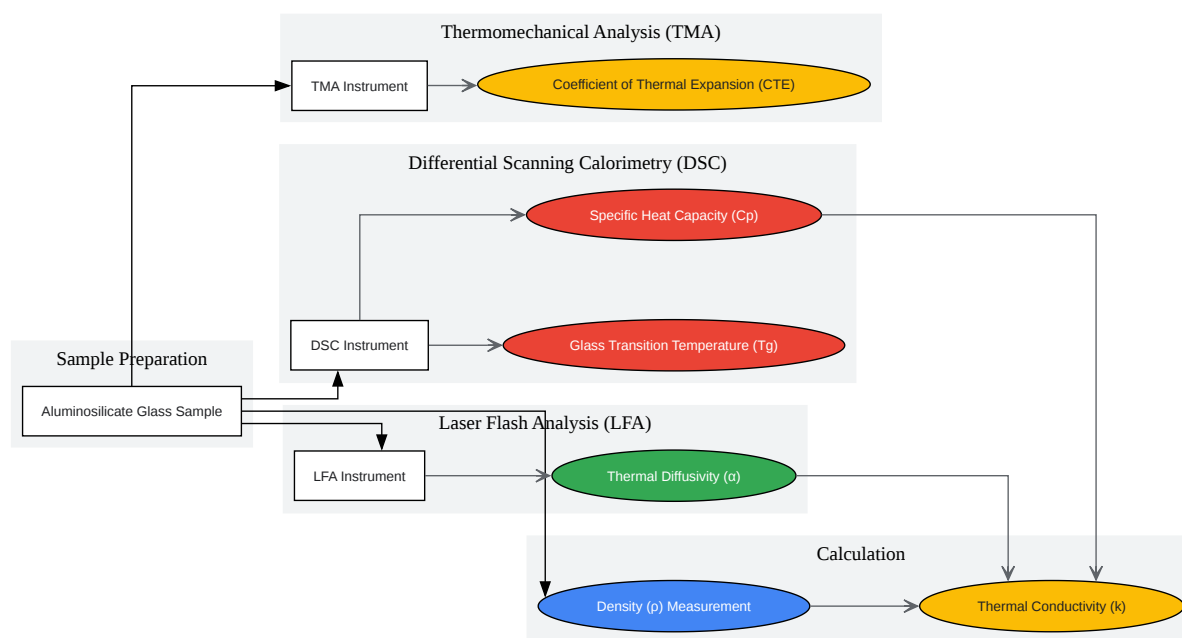 Thermomechanical Analysis (TMA)
TMA Instrument
Coefficient of Thermal Expansion (CTE)
Differential Scanning Calorimetry (DSC)
Specific Heat Capacity (Cp)
DSC Instrument
Glass Transition Temperature (Tg)
Sample Preparation
Aluminosilicate Glass Sample
Laser Flash Analysis (LFA)
LFA Instrument
Thermal Diffusivity (α)
Calculation
Density (ρ) Measurement
Thermal Conductivity (k)